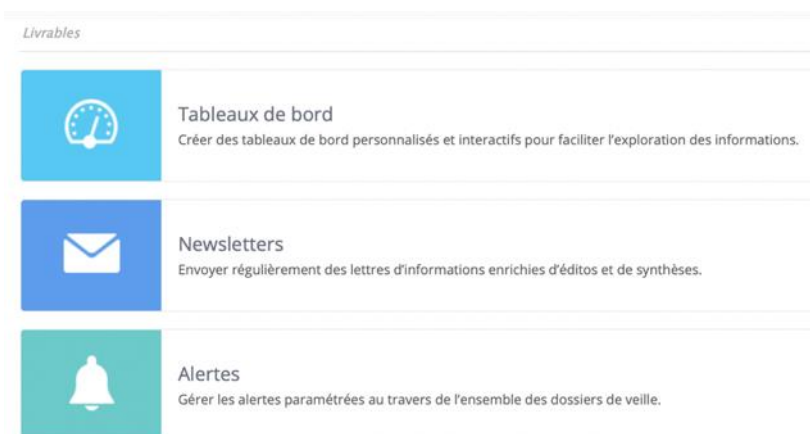 Livrables
Tableaux de bord
Créer des tableaux de bord personnalisés et interactifs pour faciliter l'exploration des informations.
Newsletters
Envoyer régulièrement des lettres d'informations enrichies d'éditos et de synthèses.
Alertes
Gérer les alertes paramétrées au travers de l'ensemble des dossiers de veille.